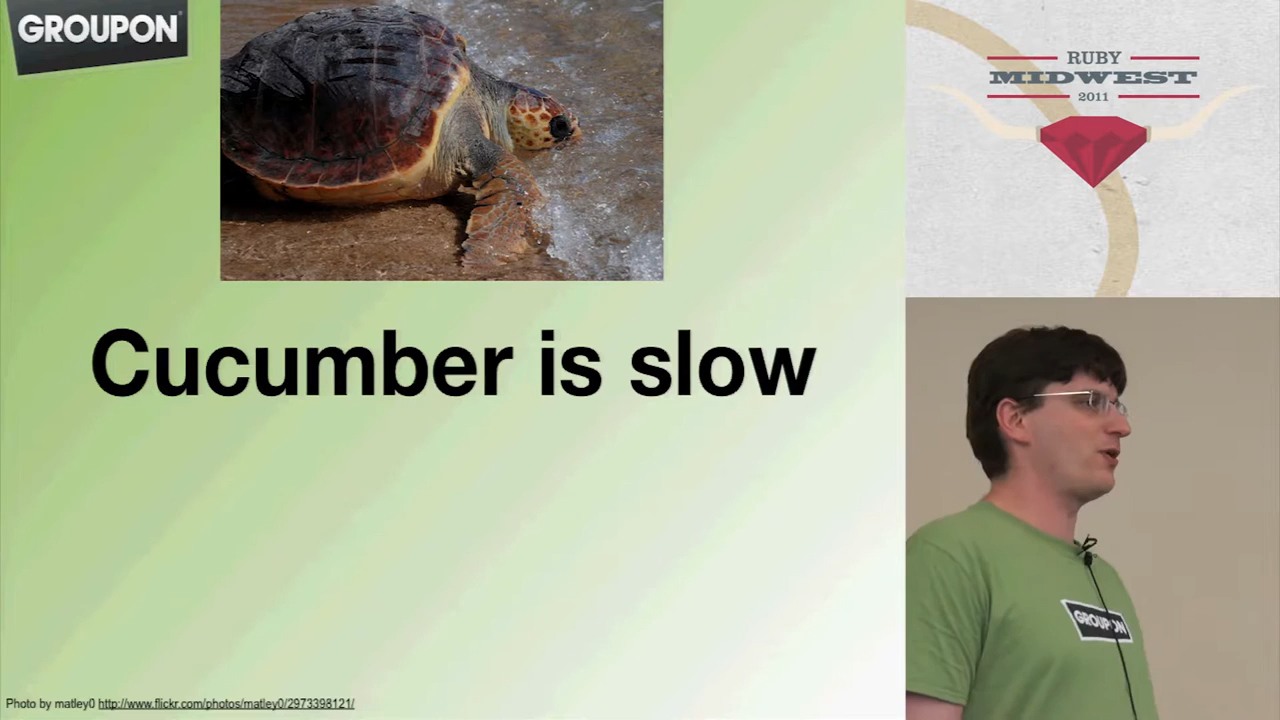 GROUPON
RUBY
MIDWEST
2011
Cucumber is slow
GROUPON
Photo by matley0 http://www.flickr.com/photos/matley0/2973398121/